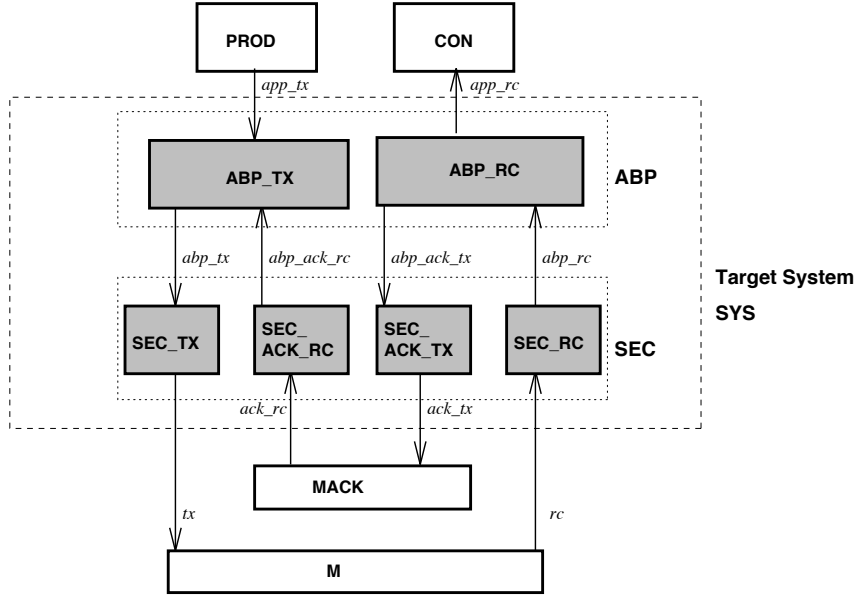 PROD
CON
app_tx
app_rc
ABP_TX
ABP_RC
ABP
abp_tx
abp_ack_rc
abp_ack_tx
abp_rc
Target System
SYS
SEC_TX
SEC_
ACK_RC
SEC_
ACK_TX
SEC_RC
SEC
ack_rc
ack_tx
MACK
tx
rc
M